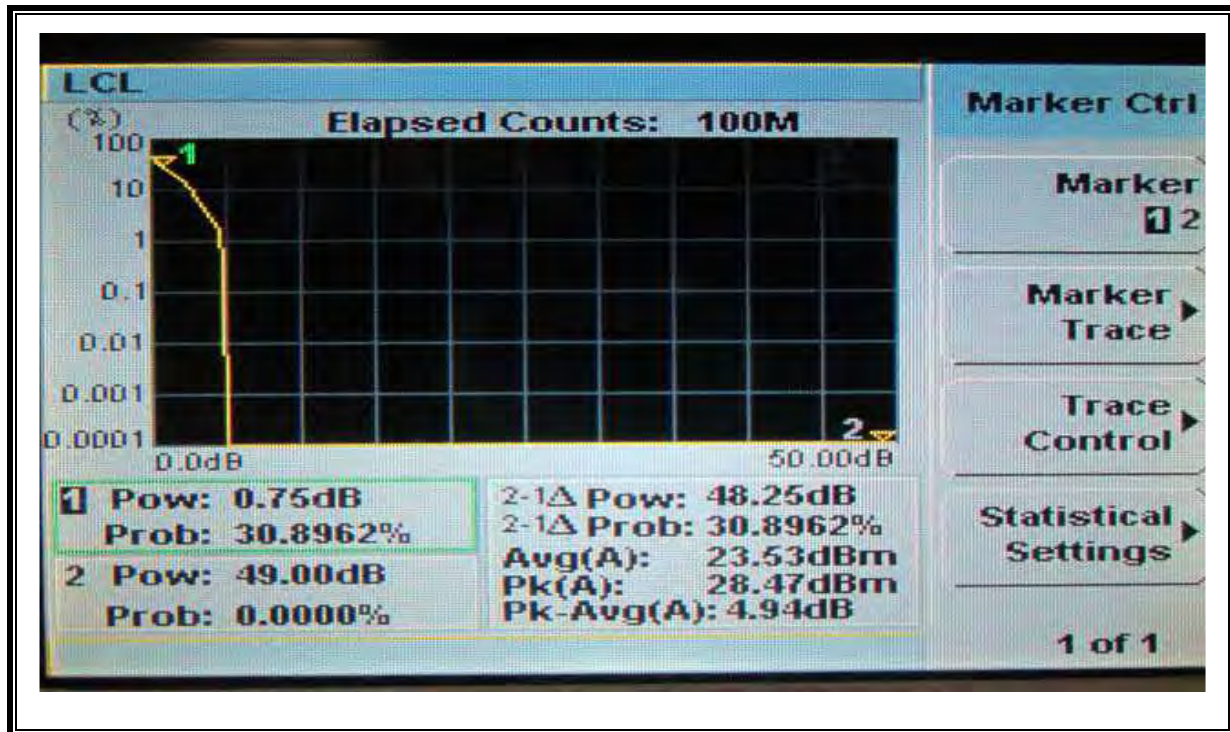 LCL
(%)
Elapsed Counts: 100M
100
10
1
0.1
0.01
0.001
0.0001
1
2
0.0dB
50.00dB
1 Pow: 0.75dB
Prob: 30.8962%
2 Pow: 49.00dB
Prob: 0.0000%
2-1Δ Pow: 48.25dB
2-1Δ Prob: 30.8962%
Avg(A): 23.53dBm
Pk(A): 28.47dBm
Pk-Avg(A): 4.94dB
Marker Ctrl
Marker
1 2
Marker
Trace
Trace
Control
Statistical
Settings
1 of 1